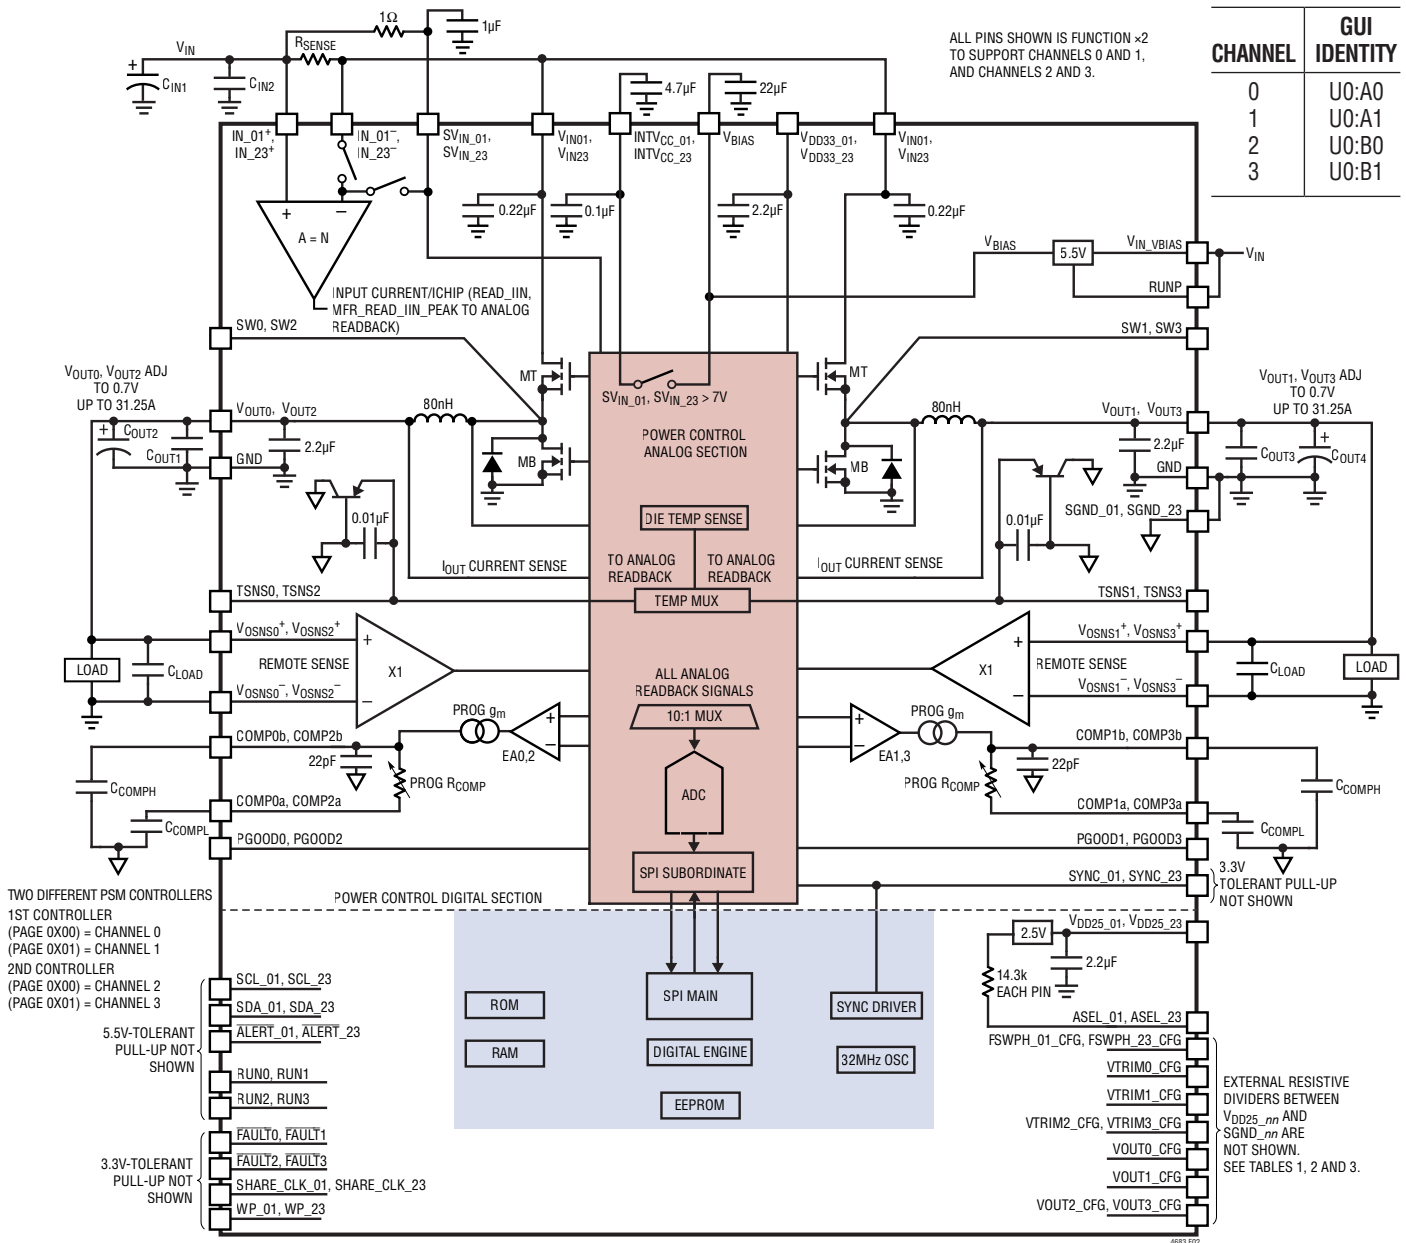 1Ω
1µF
RSENSE
VIN
+
CIN1
CIN2
4.7µF
22µF
ALL PINS SHOWN IS FUNCTION ×2
TO SUPPORT CHANNELS 0 AND 1,
AND CHANNELS 2 AND 3.
CHANNEL GUI IDENTITY
0 U0:A0
1 U0:A1
2 U0:B0
3 U0:B1
IN_01+,
IN_23+
IN_01–,
IN_23–
SVIN_01,
SVIN_23
VIN01,
VIN23
INTVCC_01,
INTVCC_23
VBIAS
VDD33_01,
VDD33_23
VIN01,
VIN23
+ –
A = N
0.22µF
0.1µF
2.2µF
0.22µF
VBIAS
5.5V
VIN_VBIAS
VIN
RUNP
INPUT CURRENT/ICHIP (READ_IIN,
MFR_READ_IIN_PEAK TO ANALOG
READBACK)
SW0, SW2
SW1, SW3
MT
MT
SVIN_01, SVIN_23 > 7V
POWER CONTROL
ANALOG SECTION
VOUT0, VOUT2 ADJ
TO 0.7V
UP TO 31.25A
VOUT1, VOUT3 ADJ
TO 0.7V
UP TO 31.25A
VOUT0, VOUT2
80nH
80nH
VOUT1, VOUT3
+
COUT2
COUT1
2.2µF
GND
MB
MB
2.2µF
GND
COUT3
+
COUT4
SGND_01, SGND_23
0.01µF
0.01µF
DIE TEMP SENSE
TO ANALOG
READBACK
TO ANALOG
READBACK
IOUT CURRENT SENSE
IOUT CURRENT SENSE
TEMP MUX
TSNS0, TSNS2
TSNS1, TSNS3
VOSNS0+, VOSNS2+
VOSNS1+, VOSNS3+
+
–
X1
REMOTE SENSE
+
–
X1
REMOTE SENSE
LOAD
CLOAD
CLOAD
LOAD
VOSNS0–, VOSNS2–
VOSNS1–, VOSNS3–
ALL ANALOG
READBACK SIGNALS
10:1 MUX
PROG gm
+
–
EA0,2
PROG gm
+
–
EA1,3
COMP0b, COMP2b
COMP1b, COMP3b
22pF
PROG RCOMP
PROG RCOMP
22pF
CCOMPH
CCOMPH
COMP0a, COMP2a
COMP1a, COMP3a
CCOMPL
CCOMPL
ADC
PGOOD0, PGOOD2
PGOOD1, PGOOD3
SPI SUBORDINATE
SYNC_01, SYNC_23
3.3V
TOLERANT PULL-UP
NOT SHOWN
POWER CONTROL DIGITAL SECTION
TWO DIFFERENT PSM CONTROLLERS
1ST CONTROLLER
(PAGE 0X00) = CHANNEL 0
(PAGE 0X01) = CHANNEL 1
2ND CONTROLLER
(PAGE 0X00) = CHANNEL 2
(PAGE 0X01) = CHANNEL 3
2.5V
VDD25_01, VDD25_23
2.2µF
14.3k
EACH PIN
SCL_01, SCL_23
SDA_01, SDA_23
ALERT_01, ALERT_23
5.5V-TOLERANT
PULL-UP NOT
SHOWN
RUN0, RUN1
RUN2, RUN3
FAULT0, FAULT1
FAULT2, FAULT3
3.3V-TOLERANT
PULL-UP NOT
SHOWN
SHARE_CLK_01, SHARE_CLK_23
WP_01, WP_23
ROM
RAM
SPI MAIN
DIGITAL ENGINE
EEPROM
SYNC DRIVER
32MHz OSC
ASEL_01, ASEL_23
FSWPH_01_CFG, FSWPH_23_CFG
VTRIM0_CFG
VTRIM1_CFG
VTRIM2_CFG, VTRIM3_CFG
VOUT0_CFG
VOUT1_CFG
VOUT2_CFG, VOUT3_CFG
EXTERNAL RESISTIVE
DIVIDERS BETWEEN
VDD25_nn AND
SGND_nn ARE
NOT SHOWN.
SEE TABLES 1, 2 AND 3.
4683 F02